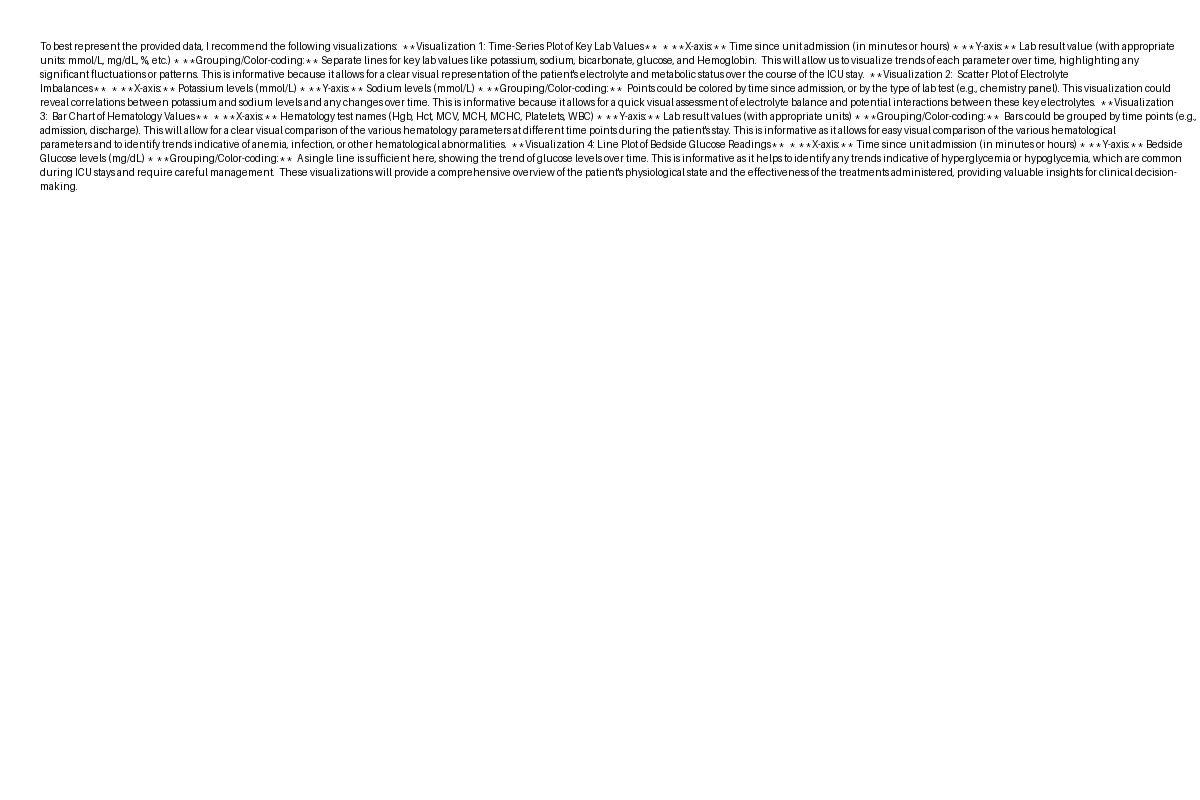 To best represent the provided data, I recommend the following visualizations:  **Visualization 1: Time-Series Plot of Key Lab Values**  * **X-axis:** Time since unit admission (in minutes or hours) * **Y-axis:** Lab result value (with appropriate
units: mmol/L, mg/dL, %, etc.) * **Grouping/Color-coding:** Separate lines for key lab values like potassium, sodium, bicarbonate, glucose, and Hemoglobin.  This will allow us to visualize trends of each parameter over time, highlighting any
significant fluctuations or patterns. This is informative because it allows for a clear visual representation of the patient's electrolyte and metabolic status over the course of the ICU stay.  **Visualization 2:  Scatter Plot of Electrolyte
Imbalances**  * **X-axis:** Potassium levels (mmol/L) * **Y-axis:** Sodium levels (mmol/L) * **Grouping/Color-coding:**  Points could be colored by time since admission, or by the type of lab test (e.g., chemistry panel). This visualization could
reveal correlations between potassium and sodium levels and any changes over time. This is informative because it allows for a quick visual assessment of electrolyte balance and potential interactions between these key electrolytes.  **Visualization
3:  Bar Chart of Hematology Values**  * **X-axis:** Hematology test names (Hgb, Hct, MCV, MCH, MCHC, Platelets, WBC) * **Y-axis:** Lab result values (with appropriate units) * **Grouping/Color-coding:**  Bars could be grouped by time points (e.g.,
admission, discharge). This will allow for a clear visual comparison of the various hematology parameters at different time points during the patient's stay. This is informative as it allows for easy visual comparison of the various hematological
parameters and to identify trends indicative of anemia, infection, or other hematological abnormalities.  **Visualization 4: Line Plot of Bedside Glucose Readings**  * **X-axis:** Time since unit admission (in minutes or hours) * **Y-axis:** Bedside
Glucose levels (mg/dL) * **Grouping/Color-coding:**  A single line is sufficient here, showing the trend of glucose levels over time. This is informative as it helps to identify any trends indicative of hyperglycemia or hypoglycemia, which are common
during ICU stays and require careful management.  These visualizations will provide a comprehensive overview of the patient's physiological state and the effectiveness of the treatments administered, providing valuable insights for clinical decision-
making.